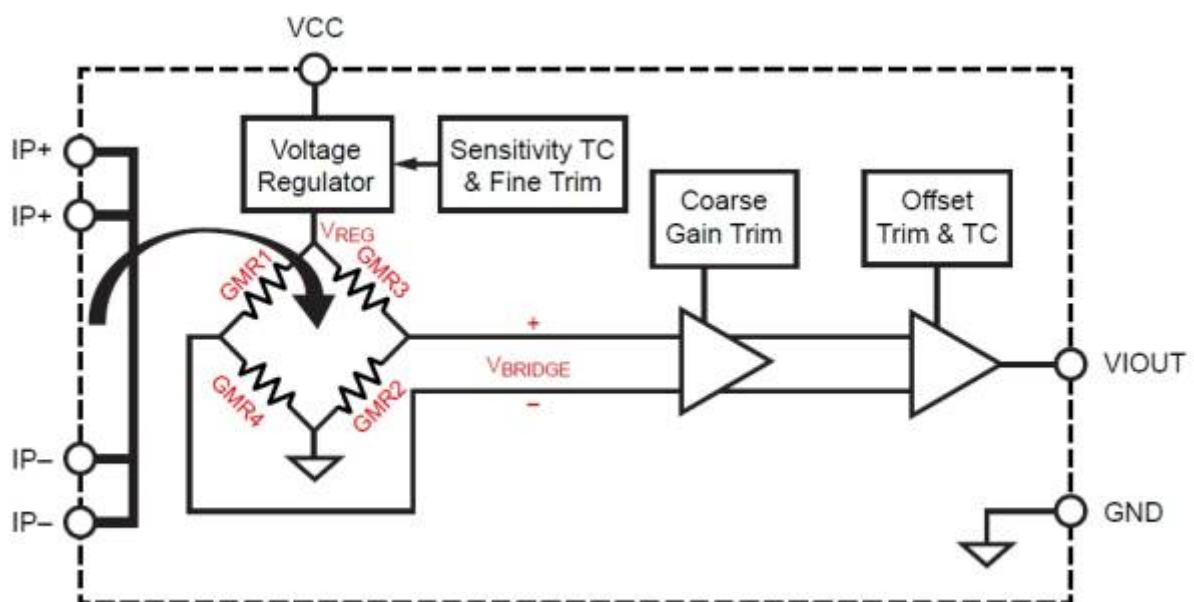 VCC
IP+
IP+
Voltage
Regulator
Sensitivity TC
& Fine Trim
Coarse
Gain Trim
Offset
Trim & TC
VREG
GMR1
GMR3
GMR4
GMR2
+
VBRIDGE
–
VIOUT
IP–
IP–
GND